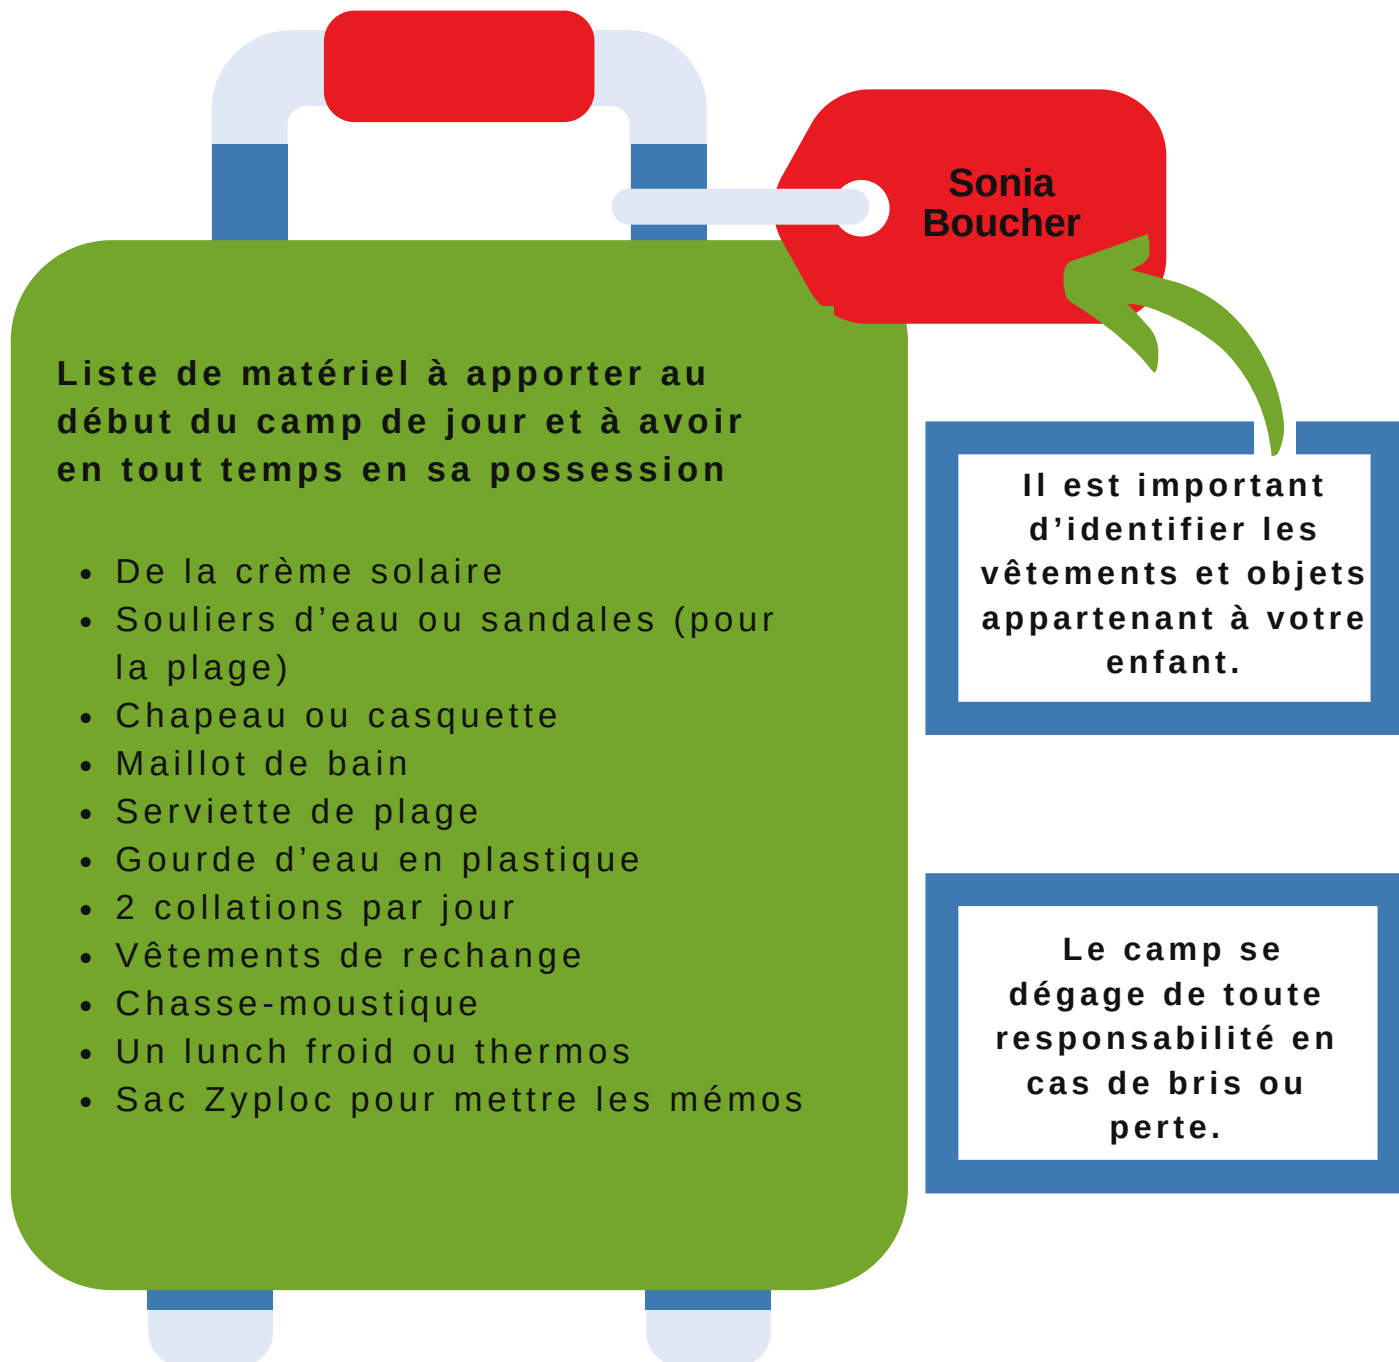 Sonia
Boucher
Liste de matériel à apporter au
début du camp de jour et à avoir
en tout temps en sa possession
• De la crème solaire
• Souliers d’eau ou sandales (pour
la plage)
• Chapeau ou casquette
• Maillot de bain
• Serviette de plage
• Gourde d’eau en plastique
• 2 collations par jour
• Vêtements de rechange
• Chasse-moustique
• Un lunch froid ou thermos
• Sac Zyploc pour mettre les mémos
Il est important
d’identifier les
vêtements et objets
appartenant à votre
enfant.
Le camp se
dégage de toute
responsabilité en
cas de bris ou
perte.